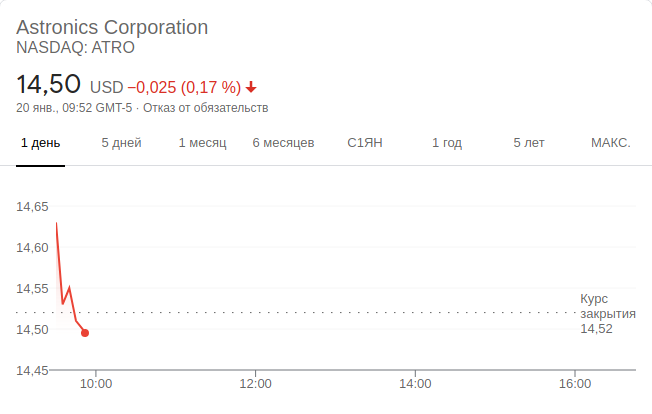 Astronics Corporation
NASDAQ: ATRO
14,50 USD −0,025 (0,17 %)
20 янв., 09:52 GMT-5 · Отказ от обязательств
1 день 5 дней 1 месяц 6 месяцев С1ЯН 1 год 5 лет МАКС.
14,65
14,60
14,55
Курс
закрытия
14,52
14,50
14,45
10:00 12:00 14:00 16:00